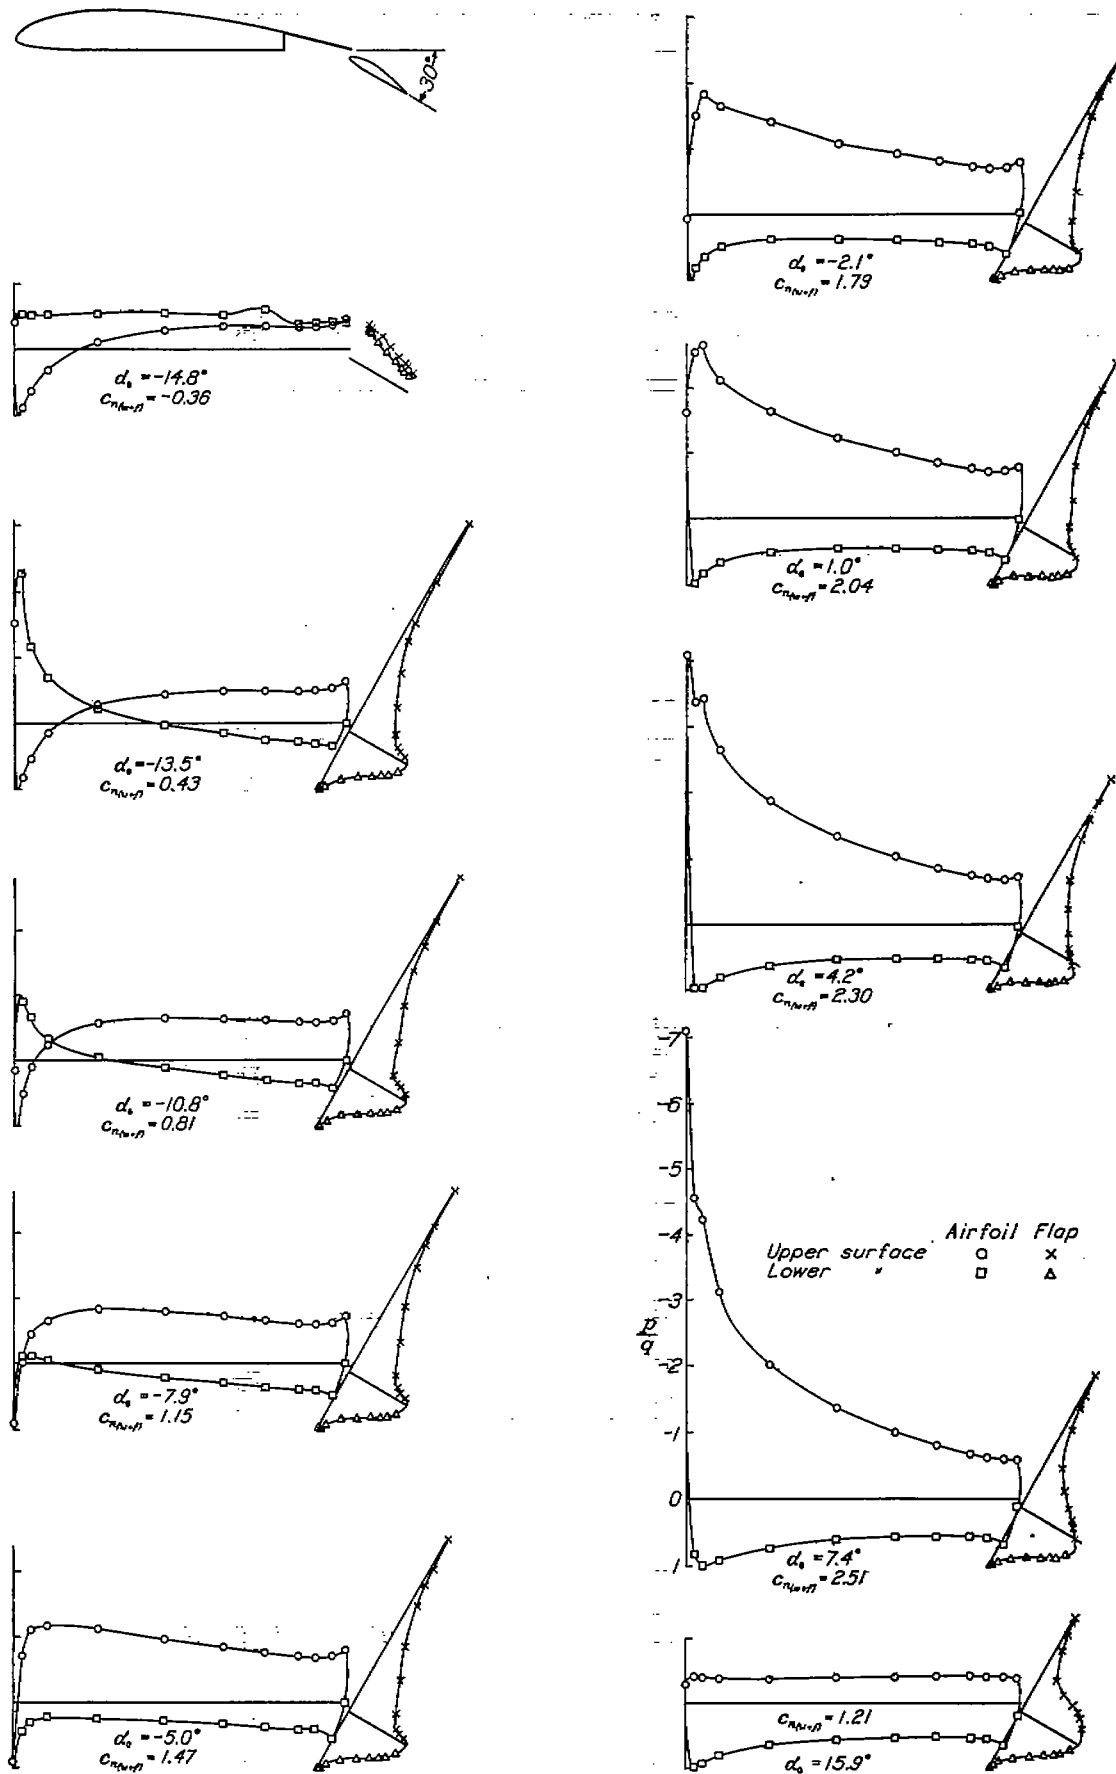 30°
α₀ = -14.8°
cₙ₍w+f₎ = -0.36
α₀ = -13.5°
cₙ₍w+f₎ = 0.43
α₀ = -10.8°
cₙ₍w+f₎ = 0.81
α₀ = -7.9°
cₙ₍w+f₎ = 1.15
α₀ = -5.0°
cₙ₍w+f₎ = 1.47
α₀ = -2.1°
cₙ₍w+f₎ = 1.79
α₀ = 1.0°
cₙ₍w+f₎ = 2.04
α₀ = 4.2°
cₙ₍w+f₎ = 2.30
-7
-6
-5
-4
-3
p/q
-2
-1
0
1
Airfoil Flap
Upper surface ○ ×
Lower " □ △
α₀ = 7.4°
cₙ₍w+f₎ = 2.51
cₙ₍w+f₎ = 1.21
α₀ = 15.9°